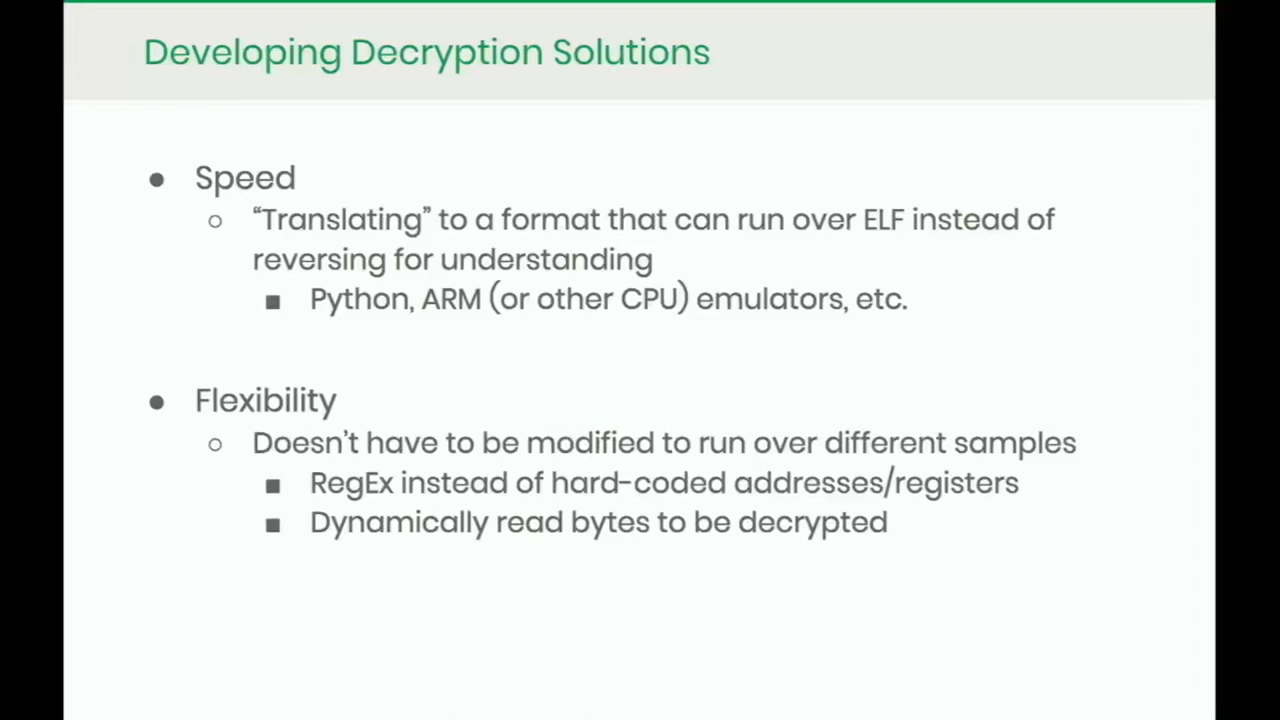 Developing Decryption Solutions
● Speed
○ “Translating” to a format that can run over ELF instead of
reversing for understanding
■ Python, ARM (or other CPU) emulators, etc.
● Flexibility
○ Doesn’t have to be modified to run over different samples
■ RegEx instead of hard-coded addresses/registers
■ Dynamically read bytes to be decrypted